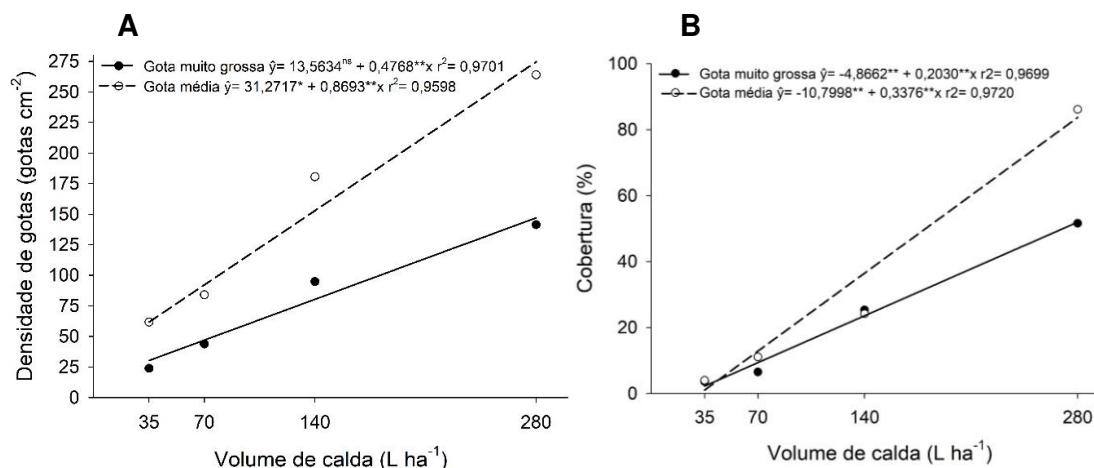 A
Gota muito grossa ŷ= 13,5634ns + 0,4768**x r2= 0,9701
Gota média ŷ= 31,2717* + 0,8693**x r2= 0,9598
Densidade de gotas (gotas cm-2)
275
250
225
200
175
150
125
100
75
50
25
0
35 70 140 280
Volume de calda (L ha-1)
B
Gota muito grossa ŷ= -4,8662** + 0,2030**x r2= 0,9699
Gota média ŷ= -10,7998** + 0,3376**x r2= 0,9720
Cobertura (%)
100
80
60
40
20
0
35 70 140 280
Volume de calda (L ha-1)